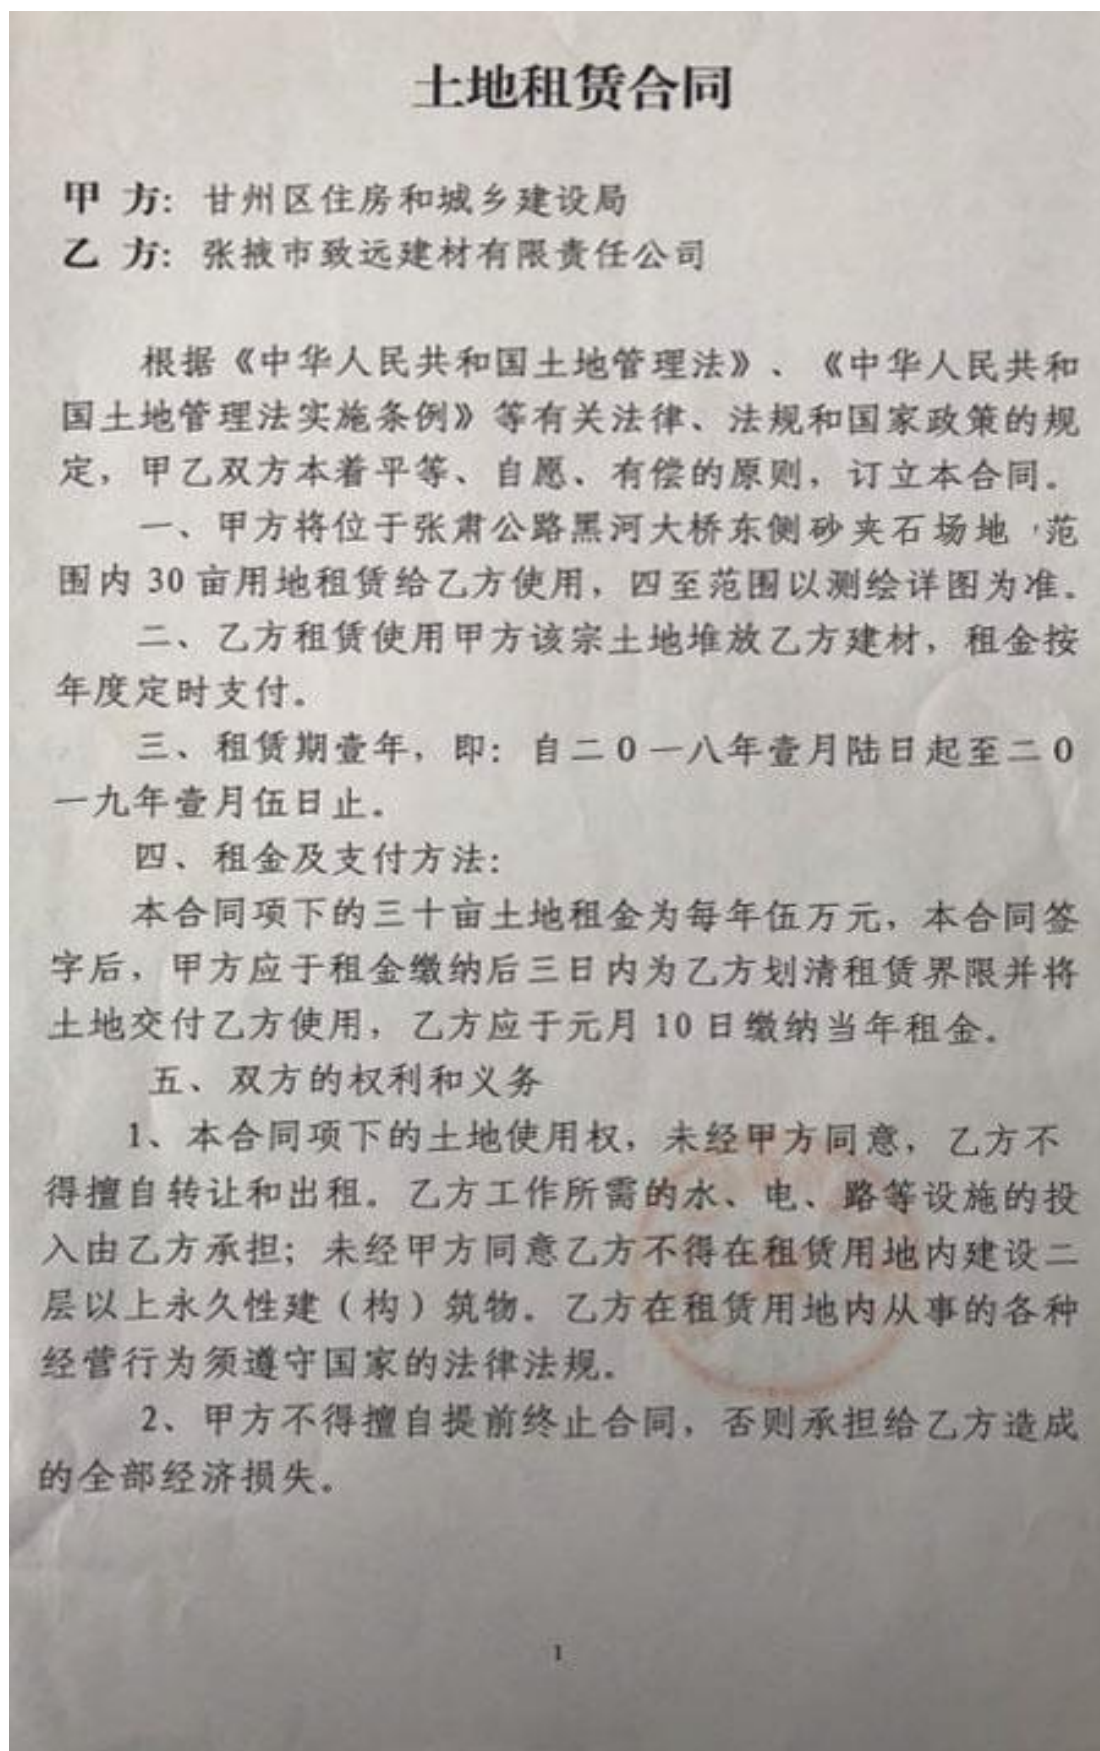 土地租赁合同
甲 方：甘州区住房和城乡建设局
乙 方：张掖市致远建材有限责任公司
根据《中华人民共和国土地管理法》、《中华人民共和
国土地管理法实施条例》等有关法律、法规和国家政策的规
定，甲乙双方本着平等、自愿、有偿的原则，订立本合同。
一、甲方将位于张肃公路黑河大桥东侧砂夹石场地，范
围内 30 亩用地租赁给乙方使用，四至范围以测绘详图为准。
二、乙方租赁使用甲方该宗土地堆放乙方建材，租金按
年度定时支付。
三、租赁期壹年，即：自二0一八年壹月陆日起至二0
一九年壹月伍日止。
四、租金及支付方法：
本合同项下的三十亩土地租金为每年伍万元，本合同签
字后，甲方应于租金缴纳后三日内为乙方划清租赁界限并将
土地交付乙方使用，乙方应于元月 10 日缴纳当年租金。
五、双方的权利和义务
1、本合同项下的土地使用权，未经甲方同意，乙方不
得擅自转让和出租。乙方工作所需的水、电、路等设施的投
入由乙方承担；未经甲方同意乙方不得在租赁用地内建设二
层以上永久性建（构）筑物。乙方在租赁用地内从事的各种
经营行为须遵守国家的法律法规。
2、甲方不得擅自提前终止合同，否则承担给乙方造成
的全部经济损失。
1